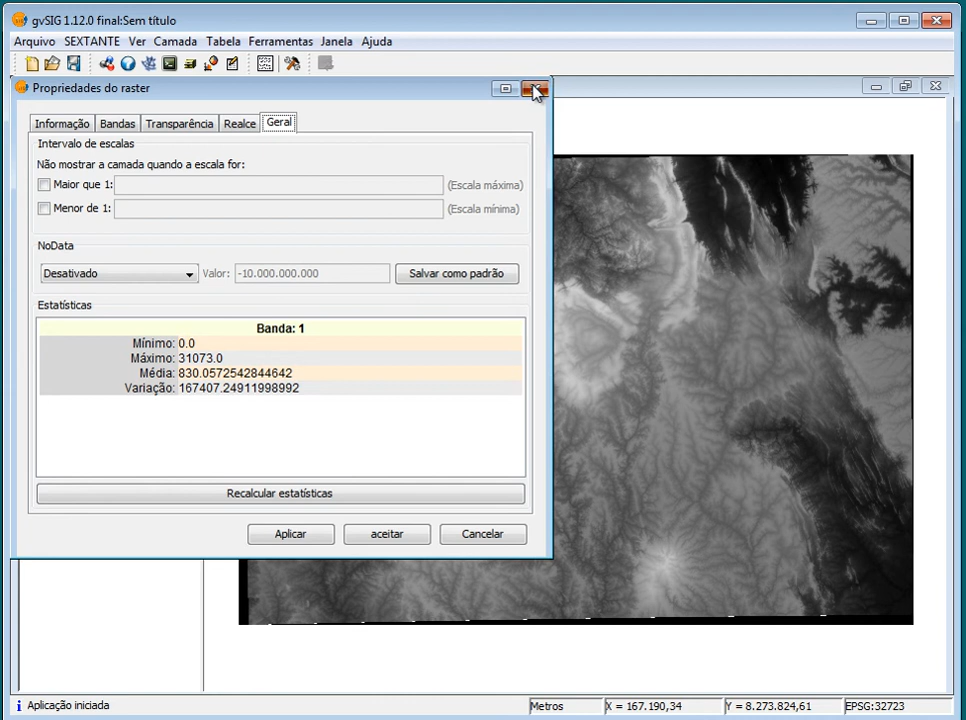 gvSIG 1.12.0 final:Sem título
Arquivo SEXTANTE Ver Camada Tabela Ferramentas Janela Ajuda
Propriedades do raster
Informação Bandas Transparência Realce Geral
Intervalo de escalas
Não mostrar a camada quando a escala for:
Maior que 1: (Escala máxima)
Menor de 1: (Escala mínima)
NoData
Desativado Valor: -10.000.000.000 Salvar como padrão
Estatísticas
Banda: 1
Mínimo: 0.0
Máximo: 31073.0
Média: 830.0572542844642
Variação: 167407.24911998992
Recalcular estatísticas
Aplicar aceitar Cancelar
Aplicação iniciada Metros X = 167.190,34 Y = 8.273.824,61 EPSG:32723